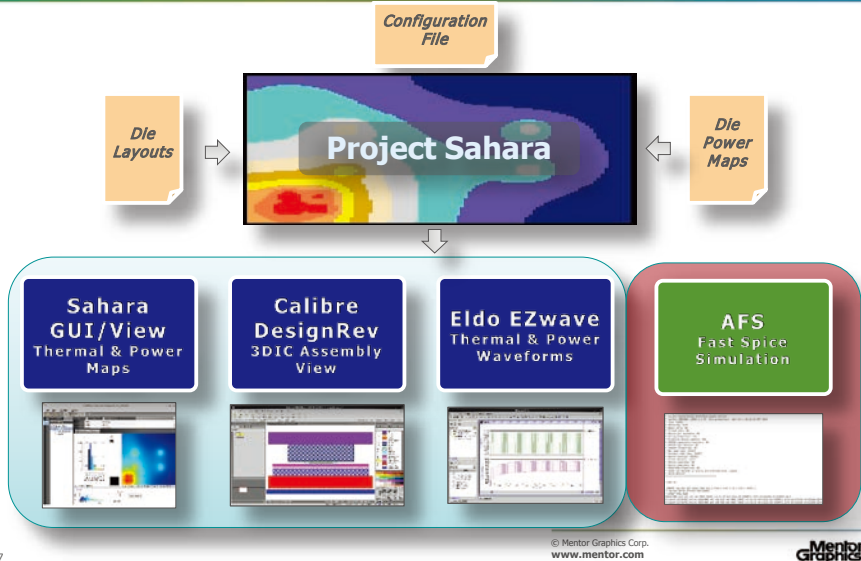 Configuration
File
Die
Layouts
Project Sahara
Die
Power
Maps
Sahara
GUI/View
Thermal & Power
Maps
Calibre
DesignRev
3DIC Assembly
View
Eldo EZwave
Thermal & Power
Waveforms
AFS
Fast Spice
Simulation
7
© Mentor Graphics Corp.
www.mentor.com
Mentor
Graphics